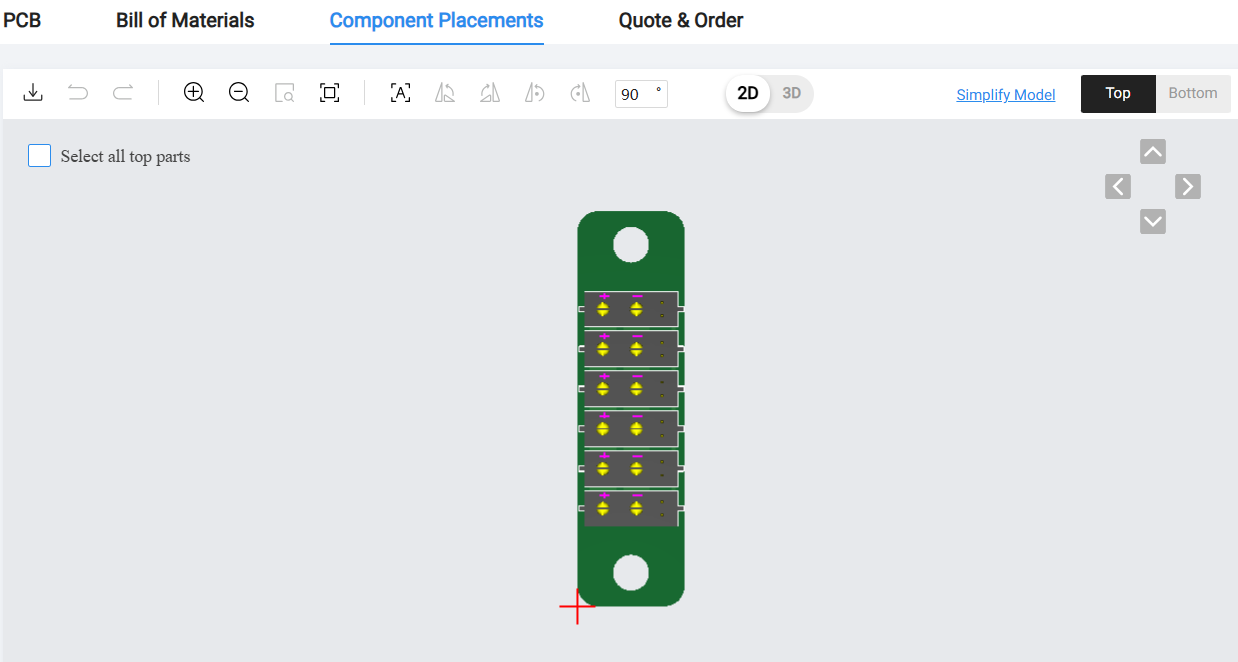 PCB Bill of Materials Component Placements Quote & Order
A 90 ° 2D 3D Simplify Model Top Bottom
Select all top parts
+ −
+ −
+ −
+ −
+ −
+ −